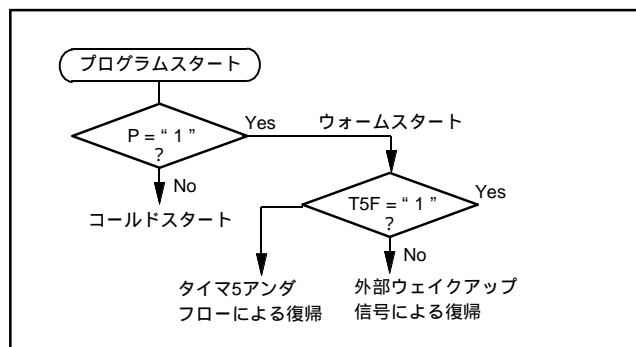 プログラムスタート
P = “ 1 ”
?
Yes
ウォームスタート
No
コールドスタート
T5F = “ 1 ”
?
Yes
No
タイマ5アンダ
フローによる復帰
外部ウェイクアップ
信号による復帰